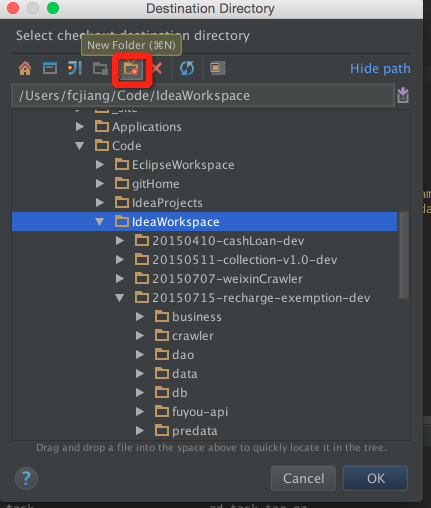 Destination Directory
Select checkout destination directory
New Folder (⌘N)
Hide path
/Users/fcjiang/Code/IdeaWorkspace
_site
Applications
Code
EclipseWorkspace
gitHome
IdeaProjects
IdeaWorkspace
20150410-cashLoan-dev
20150511-collection-v1.0-dev
20150707-weixinCrawler
20150715-recharge-exemption-dev
business
crawler
dao
data
db
fuyou-api
predata
Drag and drop a file into the space above to quickly locate it in the tree.
?
Cancel
OK